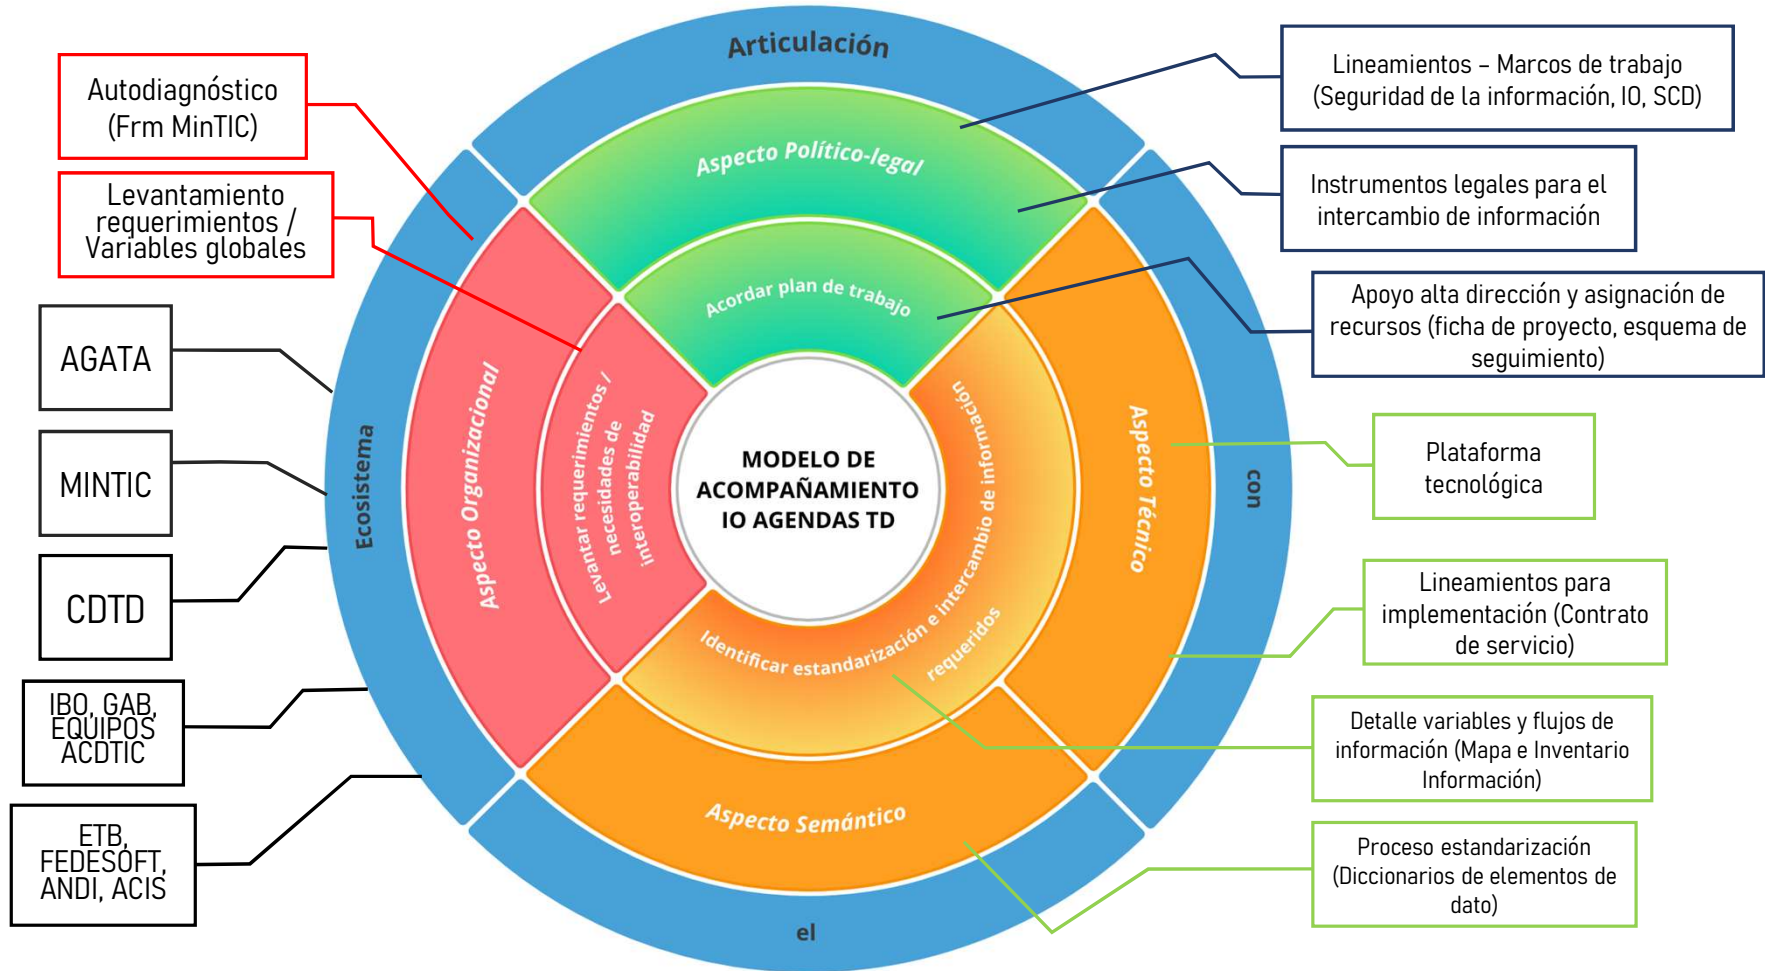 Articulación
con
el
Ecosistema
Aspecto Político-legal
Acordar plan de trabajo
Aspecto Organizacional
Levantar requerimientos /
necesidades de
interoperabilidad
Aspecto Técnico
Identificar estandarización e intercambio de información
requeridos
Aspecto Semántico
MODELO DE
ACOMPAÑAMIENTO
IO AGENDAS TD
Autodiagnóstico
(Frm MinTIC)
Levantamiento
requerimientos /
Variables globales
AGATA
MINTIC
CDTD
IBO, GAB,
EQUIPOS
ACDTIC
ETB,
FEDESOFT,
ANDI, ACIS
Lineamientos – Marcos de trabajo
(Seguridad de la información, IO, SCD)
Instrumentos legales para el
intercambio de información
Apoyo alta dirección y asignación de
recursos (ficha de proyecto, esquema de
seguimiento)
Plataforma
tecnológica
Lineamientos para
implementación (Contrato
de servicio)
Detalle variables y flujos de
información (Mapa e Inventario
Información)
Proceso estandarización
(Diccionarios de elementos de
dato)